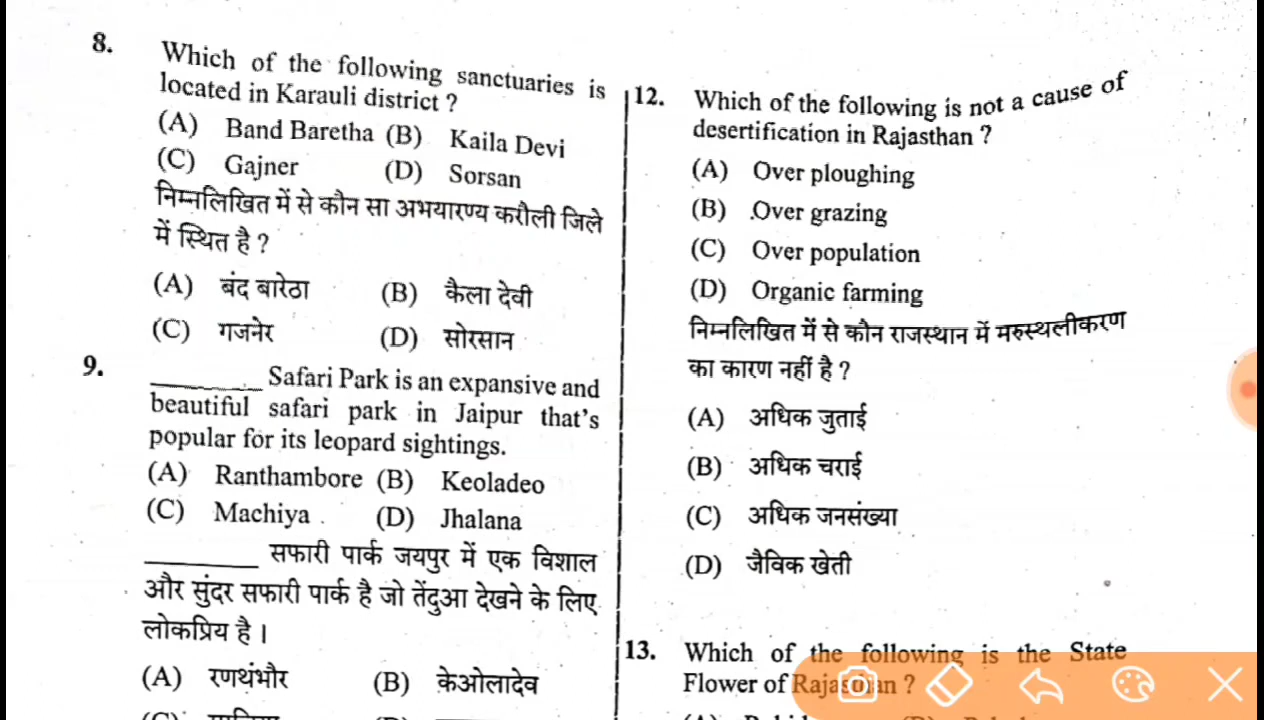 8.
Which of the following sanctuaries is
located in Karauli district ?
(A) Band Baretha (B) Kaila Devi
(C) Gajner (D) Sorsan
निम्नलिखित में से कौन सा अभयारण्य करौली जिले
में स्थित है ?
(A) बंद बारेठा (B) कैला देवी
(C) गजनेर (D) सोरसान
9.
________ Safari Park is an expansive and
beautiful safari park in Jaipur that's
popular for its leopard sightings.
(A) Ranthambore (B) Keoladeo
(C) Machiya (D) Jhalana
________ सफारी पार्क जयपुर में एक विशाल
और सुंदर सफारी पार्क है जो तेंदुआ देखने के लिए
लोकप्रिय है ।
(A) रणथंभौर (B) केओलादेव
12. Which of the following is not a cause of
desertification in Rajasthan ?
(A) Over ploughing
(B) Over grazing
(C) Over population
(D) Organic farming
निम्नलिखित में से कौन राजस्थान में मरुस्थलीकरण
का कारण नहीं है ?
(A) अधिक जुताई
(B) अधिक चराई
(C) अधिक जनसंख्या
(D) जैविक खेती
13. Which of the following is the State
Flower of Rajasthan ?